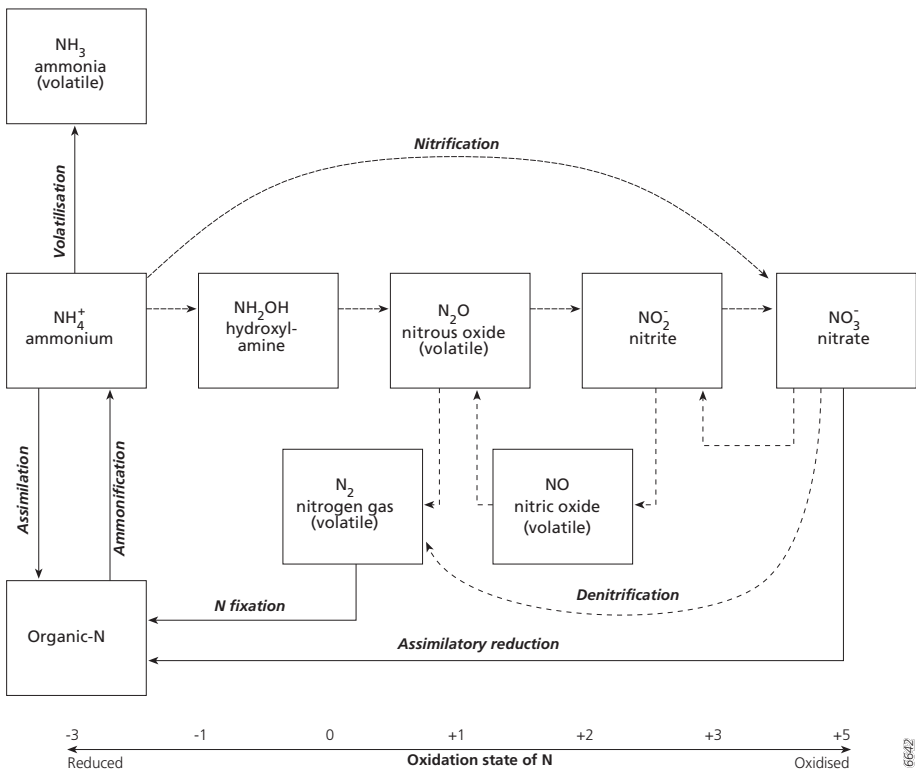 NH₃
ammonia
(volatile)
Volatilisation
Nitrification
NH₄⁺
ammonium
NH₂OH
hydroxyl-
amine
N₂O
nitrous oxide
(volatile)
NO₂⁻
nitrite
NO₃⁻
nitrate
Assimilation
Ammonification
N₂
nitrogen gas
(volatile)
NO
nitric oxide
(volatile)
N fixation
Denitrification
Organic-N
Assimilatory reduction
-3 -1 0 +1 +2 +3 +5
Reduced Oxidation state of N Oxidised
6642